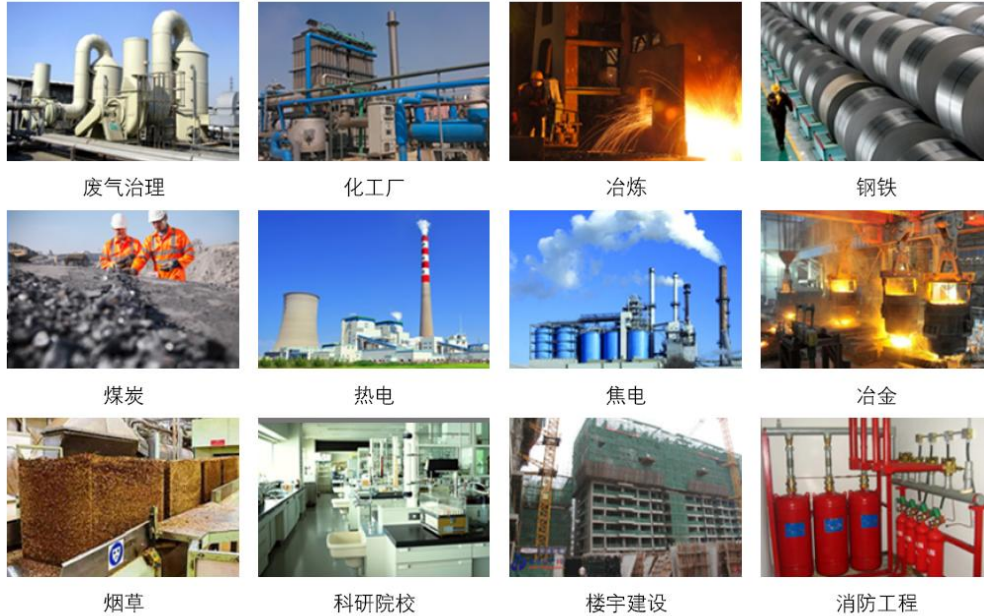 废气治理
化工厂
冶炼
钢铁
煤炭
热电
焦电
冶金
烟草
科研院校
楼宇建设
消防工程